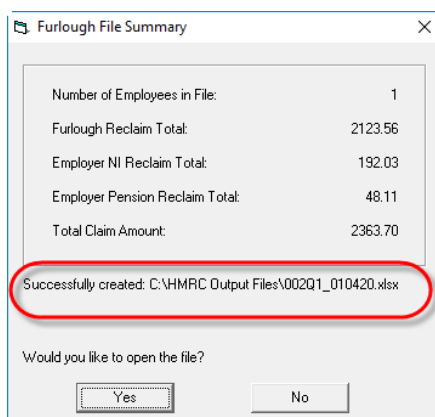 Furlough File Summary
Number of Employees in File: 1
Furlough Reclaim Total: 2123.56
Employer NI Reclaim Total: 192.03
Employer Pension Reclaim Total: 48.11
Total Claim Amount: 2363.70
Successfully created: C:\HMRC Output Files\002Q1_010420.xlsx
Would you like to open the file?
Yes No